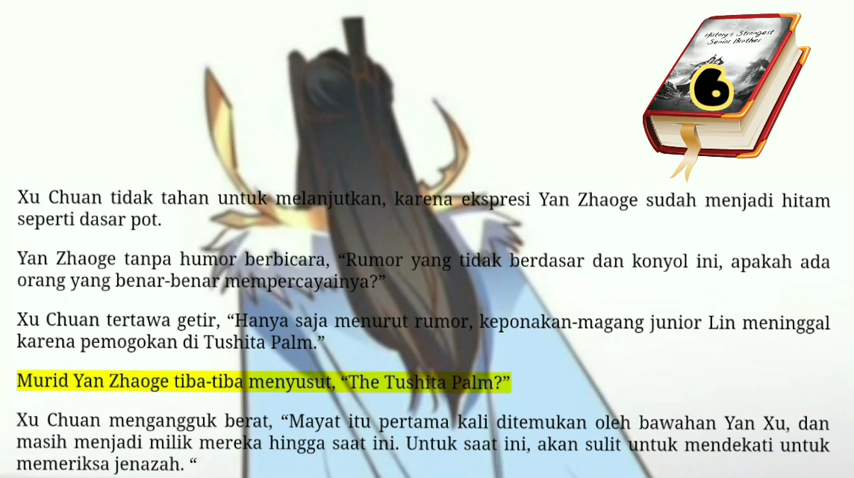 History's Strongest
Senior Brother
6
Xu Chuan tidak tahan untuk melanjutkan, karena ekspresi Yan Zhaoge sudah menjadi hitam
seperti dasar pot.
Yan Zhaoge tanpa humor berbicara, “Rumor yang tidak berdasar dan konyol ini, apakah ada
orang yang benar-benar mempercayainya?”
Xu Chuan tertawa getir, “Hanya saja menurut rumor, keponakan-magang junior Lin meninggal
karena pemogokan di Tushita Palm.”
Murid Yan Zhaoge tiba-tiba menyusut, “The Tushita Palm?”
Xu Chuan mengangguk berat, “Mayat itu pertama kali ditemukan oleh bawahan Yan Xu, dan
masih menjadi milik mereka hingga saat ini. Untuk saat ini, akan sulit untuk mendekati untuk
memeriksa jenazah. “